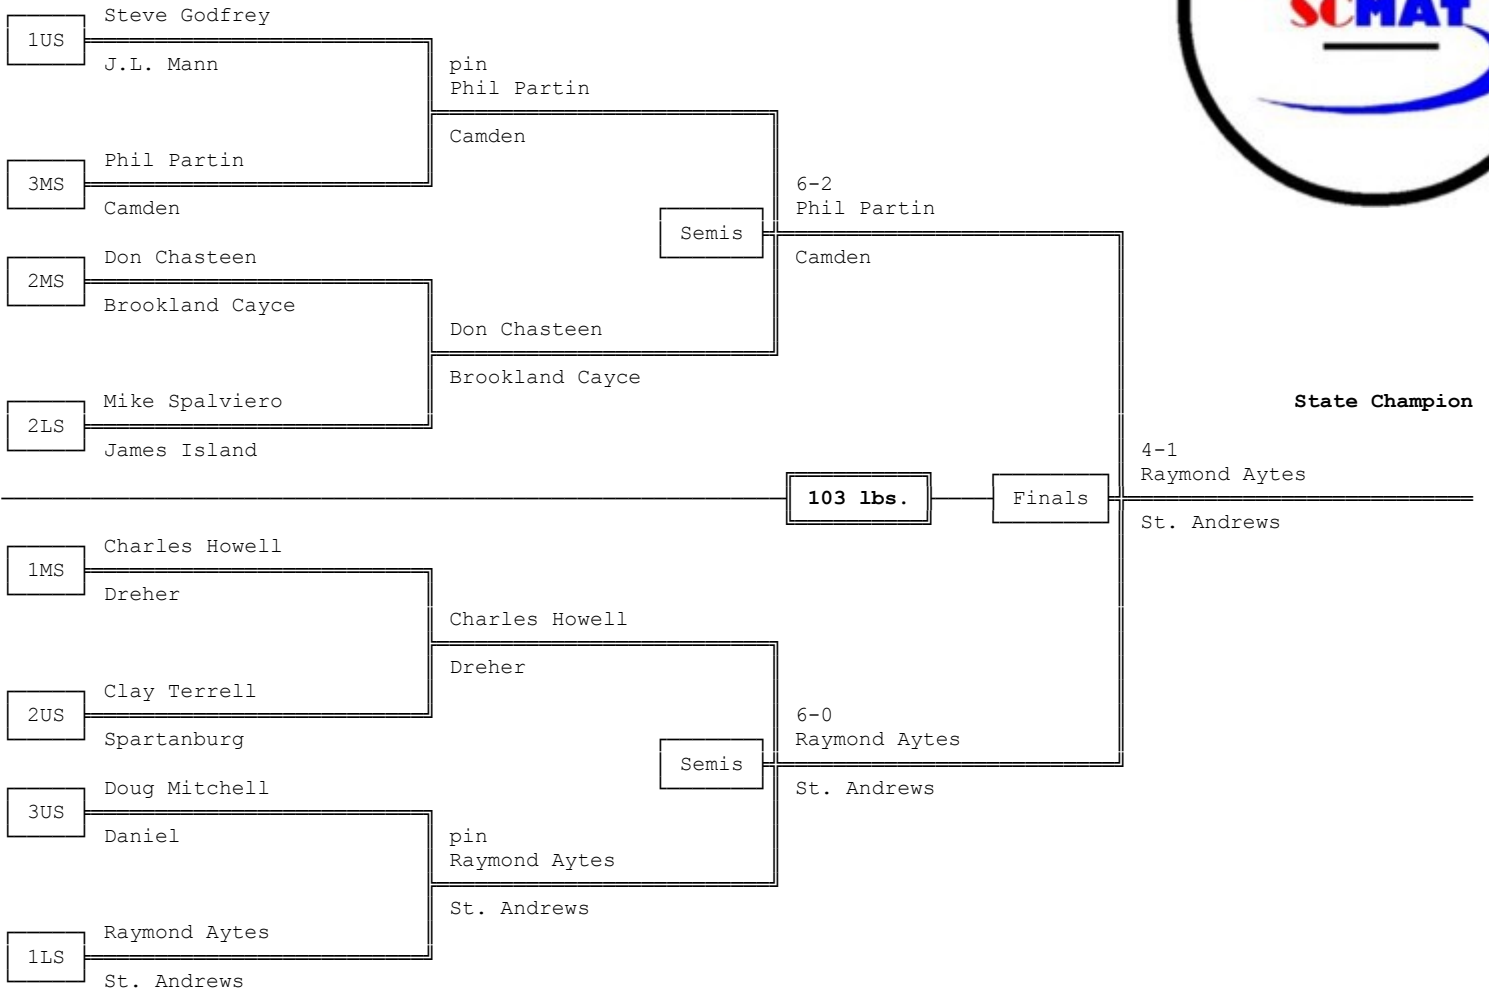 SCMAT
Steve Godfrey
1US
J.L. Mann
pin
Phil Partin
Camden
Phil Partin
3MS
Camden
6-2
Phil Partin
Semis
Camden
Don Chasteen
2MS
Brookland Cayce
Don Chasteen
Brookland Cayce
Mike Spalviero
2LS
James Island
State Champion
4-1
Raymond Aytes
103 lbs.
Finals
St. Andrews
Charles Howell
1MS
Dreher
Charles Howell
Dreher
Clay Terrell
2US
Spartanburg
6-0
Raymond Aytes
Semis
St. Andrews
Doug Mitchell
3US
Daniel
pin
Raymond Aytes
St. Andrews
Raymond Aytes
1LS
St. Andrews